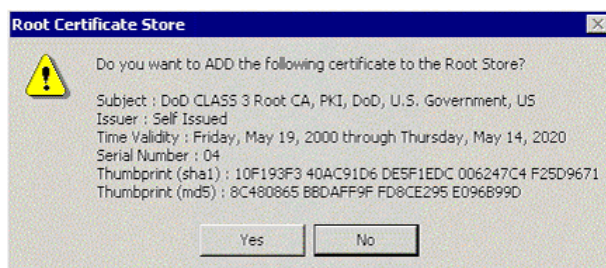 Root Certificate Store
Do you want to ADD the following certificate to the Root Store?
Subject : DoD CLASS 3 Root CA, PKI, DoD, U.S. Government, US
Issuer : Self Issued
Time Validity : Friday, May 19, 2000 through Thursday, May 14, 2020
Serial Number : 04
Thumbprint (sha1) : 10F193F3 40AC91D6 DE5F1EDC 006247C4 F25D9671
Thumbprint (md5) : 8C480865 BBDAFF9F FD8CE295 E096B99D
Yes No